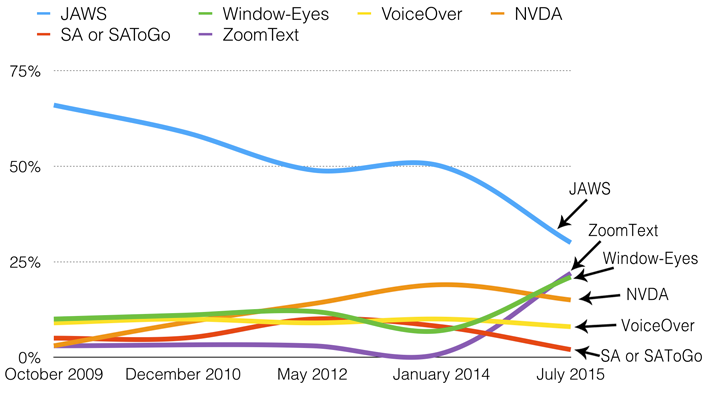 JAWS Window-Eyes VoiceOver NVDA
SA or SAToGo ZoomText
75%
50%
JAWS
ZoomText
Window-Eyes
25%
NVDA
VoiceOver
SA or SAToGo
0%
October 2009 December 2010 May 2012 January 2014 July 2015